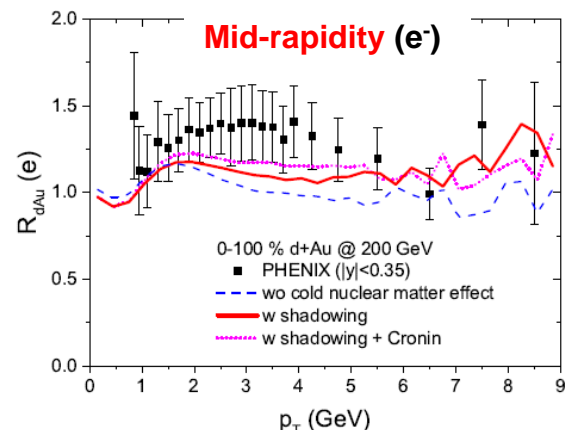 Mid-rapidity (e-)
2.0
1.5
1.0
0.5
0.0
RdAu (e)
0-100 % d+Au @ 200 GeV
PHENIX (|y|<0.35)
wo cold nuclear matter effect
w shadowing
w shadowing + Cronin
0 1 2 3 4 5 6 7 8 9
pT (GeV)